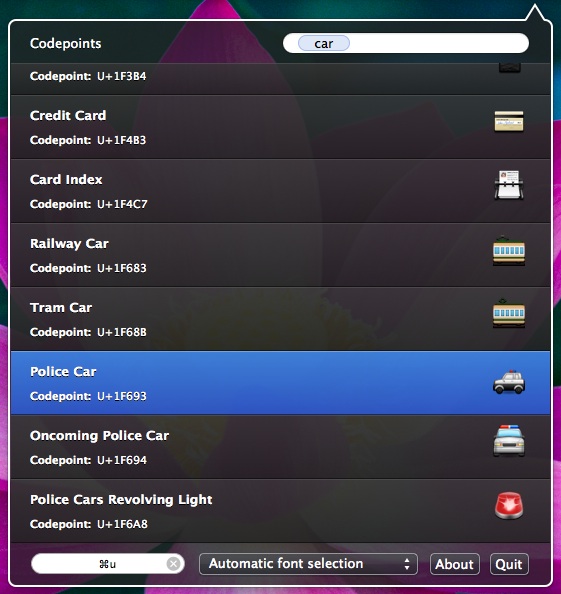 Codepoints
car
Codepoint: U+1F3B4
Credit Card
Codepoint: U+1F4B3
Card Index
Codepoint: U+1F4C7
Railway Car
Codepoint: U+1F683
Tram Car
Codepoint: U+1F68B
Police Car
Codepoint: U+1F693
Oncoming Police Car
Codepoint: U+1F694
Police Cars Revolving Light
Codepoint: U+1F6A8
⌘u
Automatic font selection
About
Quit